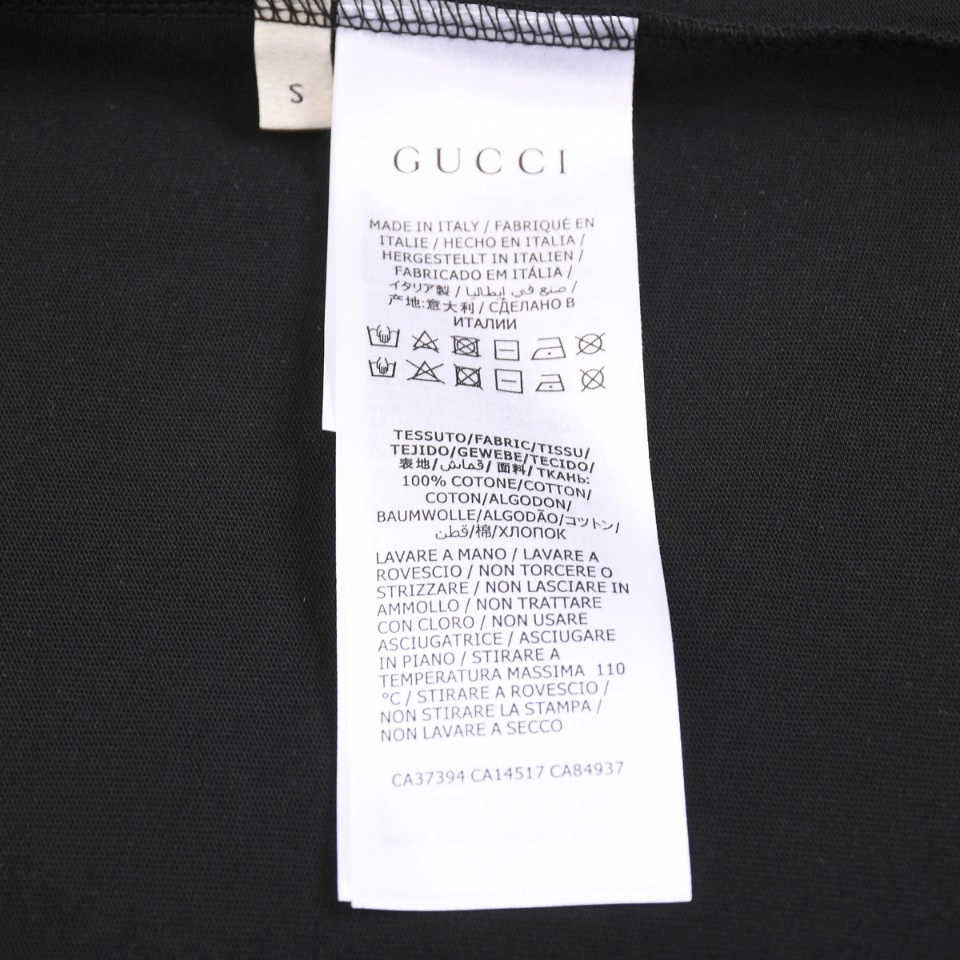 S
GUCCI
MADE IN ITALY / FABRIQUÉ EN
ITALIE / HECHO EN ITALIA /
HERGESTELLT IN ITALIEN /
FABRICADO EM ITÁLIA /
イタリア製 / صنع في إيطاليا /
产地:意大利 / СДЕЛАНО В
ИТАЛИИ
TESSUTO/FABRIC/TISSU/
TEJIDO/GEWEBE/TECIDO/
表地/قماش/面料/ТКАНЬ:
100% COTONE/COTTON/
COTON/ALGODON/
BAUMWOLLE/ALGODÃO/コットン/
قطن/棉/ХЛОПОК
LAVARE A MANO / LAVARE A
ROVESCIO / NON TORCERE O
STRIZZARE / NON LASCIARE IN
AMMOLLO / NON TRATTARE
CON CLORO / NON USARE
ASCIUGATRICE / ASCIUGARE
IN PIANO / STIRARE A
TEMPERATURA MASSIMA 110
°C / STIRARE A ROVESCIO /
NON STIRARE LA STAMPA /
NON LAVARE A SECCO
CA37394 CA14517 CA84937